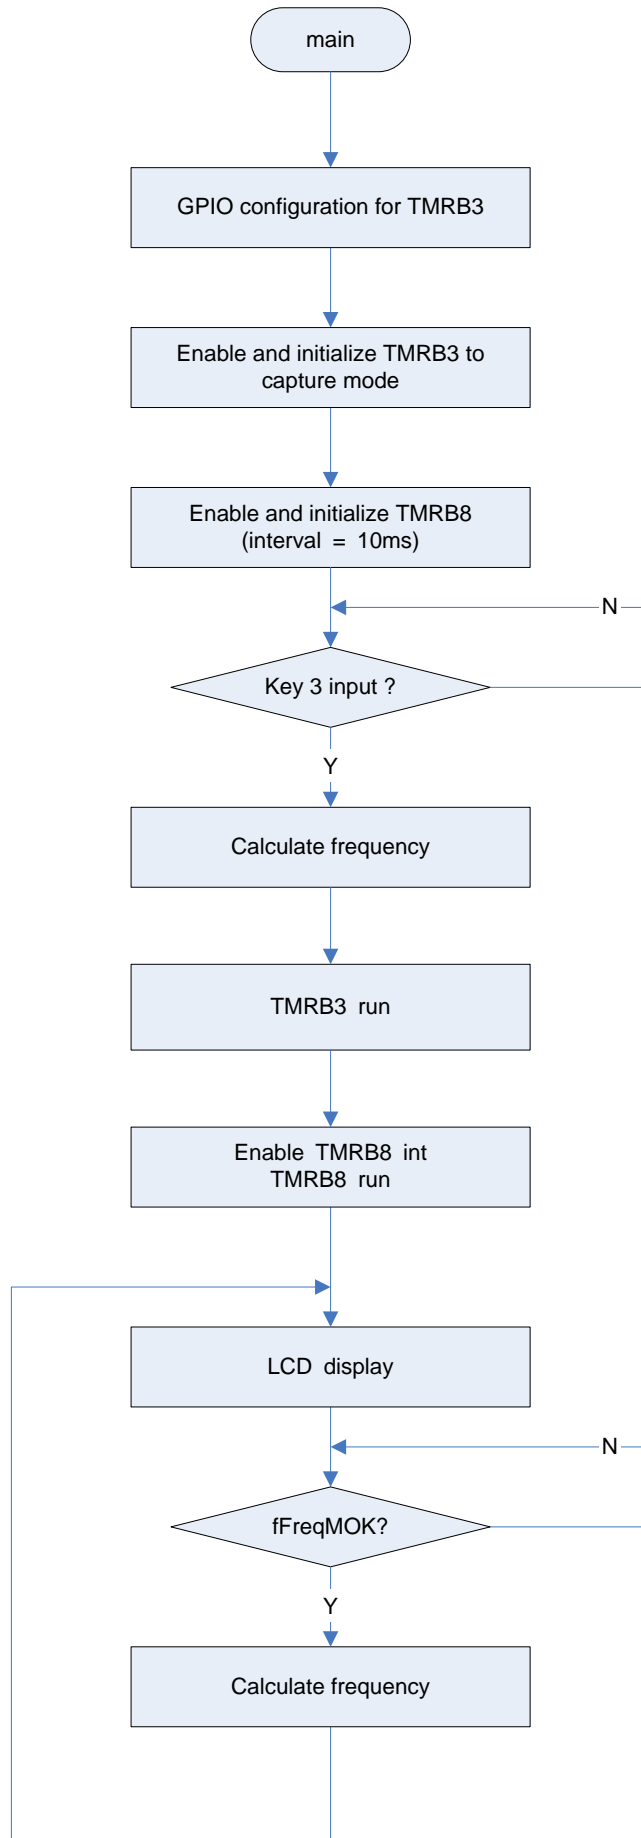 main
GPIO configuration for TMRB3
Enable and initialize TMRB3 to
capture mode
Enable and initialize TMRB8
(interval = 10ms)
N
Key 3 input ?
Y
Calculate frequency
TMRB3 run
Enable TMRB8 int
TMRB8 run
LCD display
N
fFreqMOK?
Y
Calculate frequency